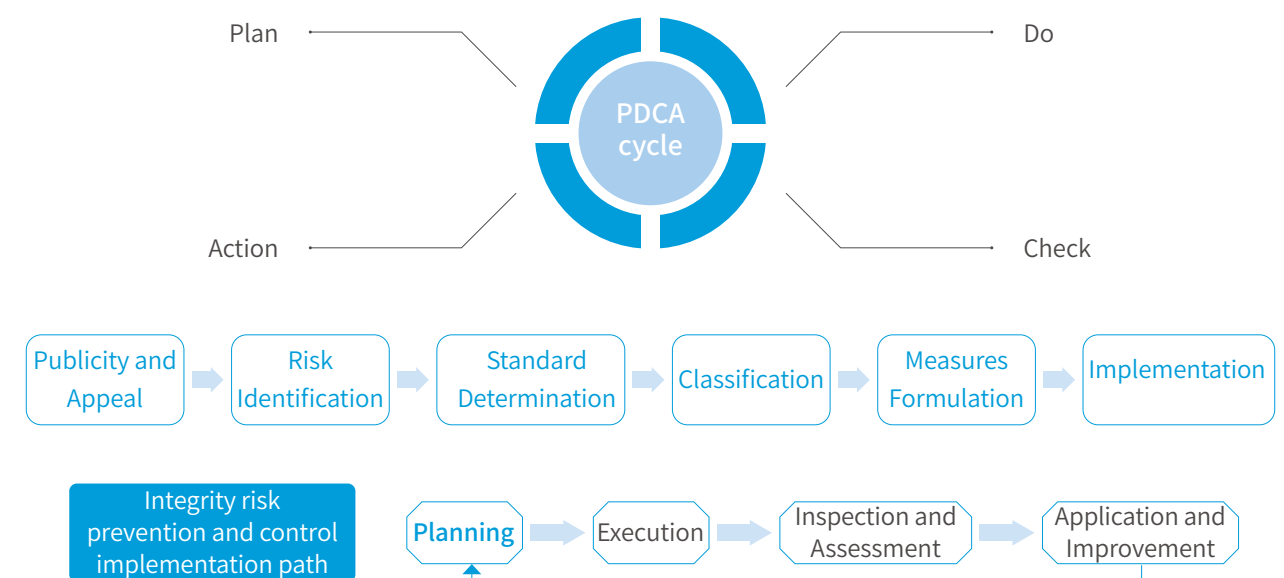 Plan
Do
PDCA
cycle
Action
Check
Publicity and
Appeal
Risk
Identification
Standard
Determination
Classification
Measures
Formulation
Implementation
Integrity risk
prevention and control
implementation path
Planning
Execution
Inspection and
Assessment
Application and
Improvement